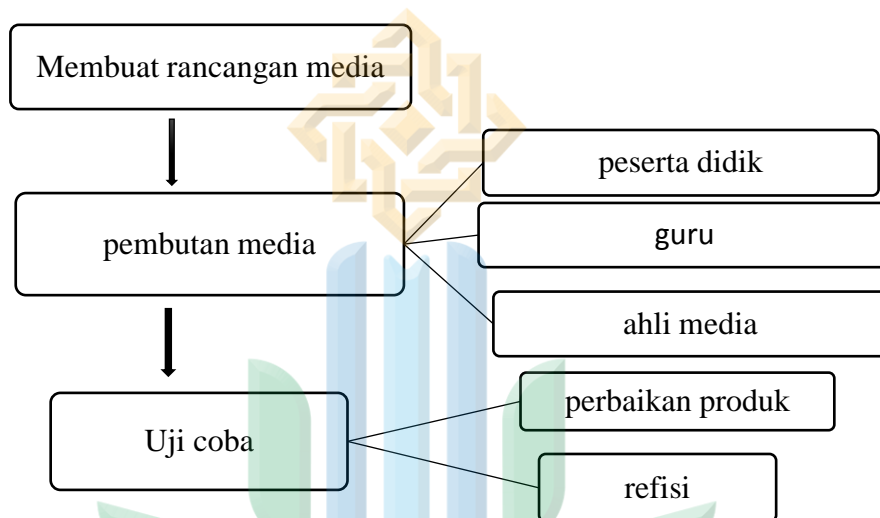 Membuat rancangan media
peserta didik
pembutan media
guru
ahli media
Uji coba
perbaikan produk
refisi